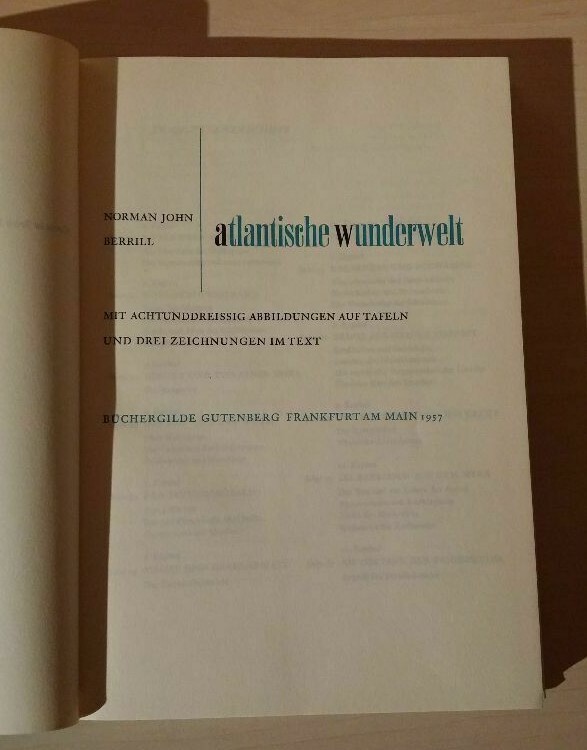 NORMAN JOHN
BERRILL
atlantische wunderwelt
MIT ACHTUNDDREISSIG ABBILDUNGEN AUF TAFELN
UND DREI ZEICHNUNGEN IM TEXT
BÜCHERGILDE GUTENBERG FRANKFURT AM MAIN 1957